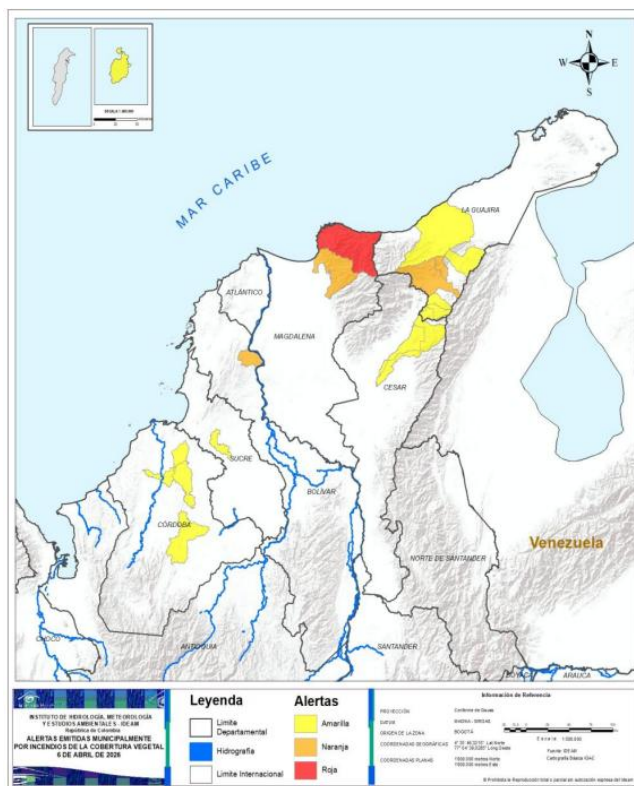 N
W
E
S
MAR CARIBE
LA GUAJIRA
ATLÁNTICO
MAGDALENA
CESAR
SUCRE
BOLÍVAR
CÓRDOBA
NORTE DE SANTANDER
Venezuela
ANTIOQUIA
SANTANDER
ARAUCA
INSTITUTO DE HIDROLOGÍA, METEOROLOGÍA
Y ESTUDIOS AMBIENTALES - IDEAM
República de Colombia
ALERTAS EMITIDAS MUNICIPALMENTE
POR INCENDIOS DE LA COBERTURA VEGETAL
6 DE ABRIL DE 2026
Leyenda
Límite
Departamental
Hidrografía
Límite Internacional
Alertas
Amarilla
Naranja
Roja
Información de Referencia
PROYECCIÓN
DATUM
ORIGEN DE LA ZONA
BOGOTÁ
COORDENADAS GEOGRÁFICAS
COORDENADAS PLANAS